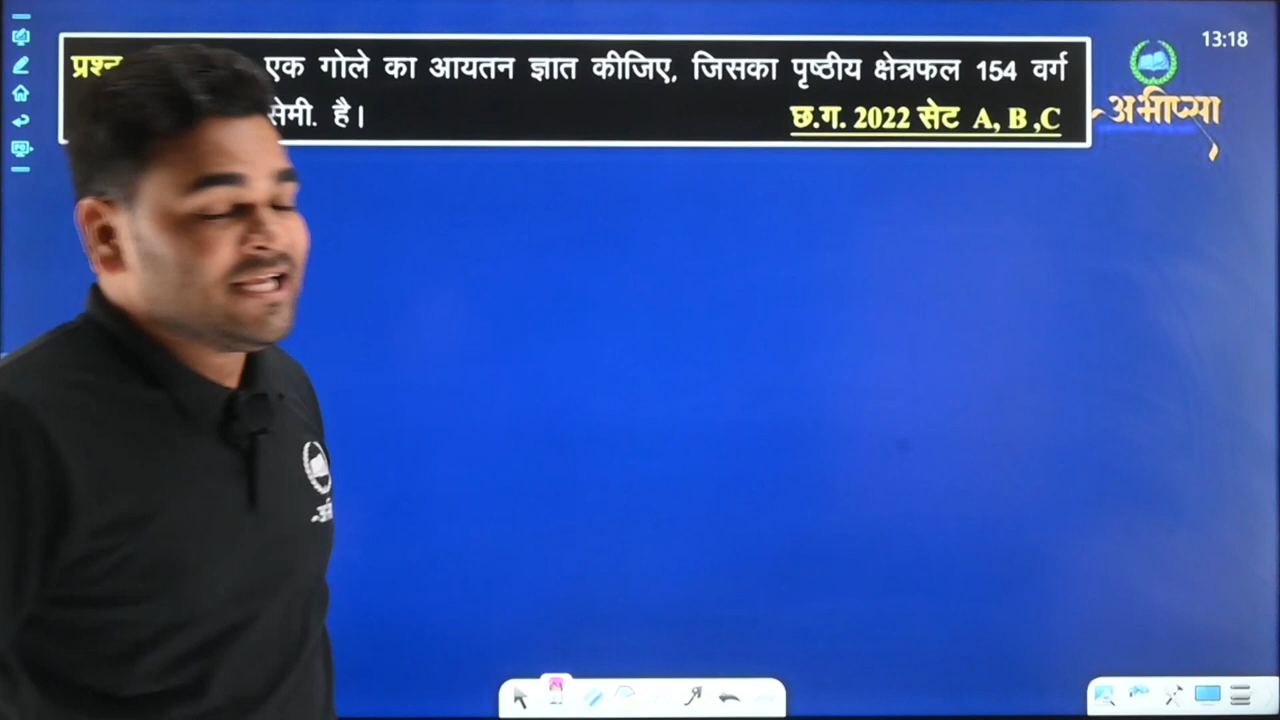 प्रश्न एक गोले का आयतन ज्ञात कीजिए, जिसका पृष्ठीय क्षेत्रफल 154 वर्ग
सेमी. है।
छ.ग. 2022 सेट A, B ,C
13:18
अभीप्सा